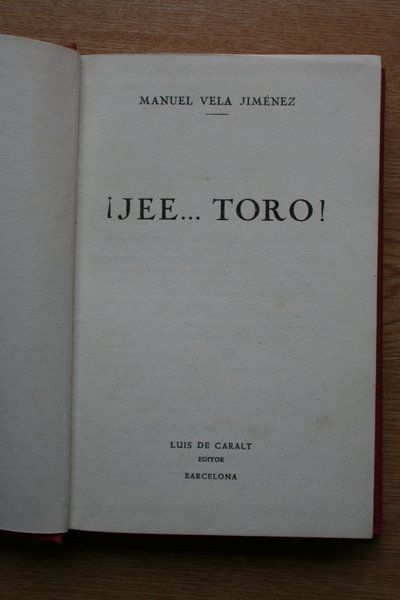 MANUEL VELA JIMÉNEZ
¡JEE... TORO!
LUIS DE CARALT
EDITOR
BARCELONA